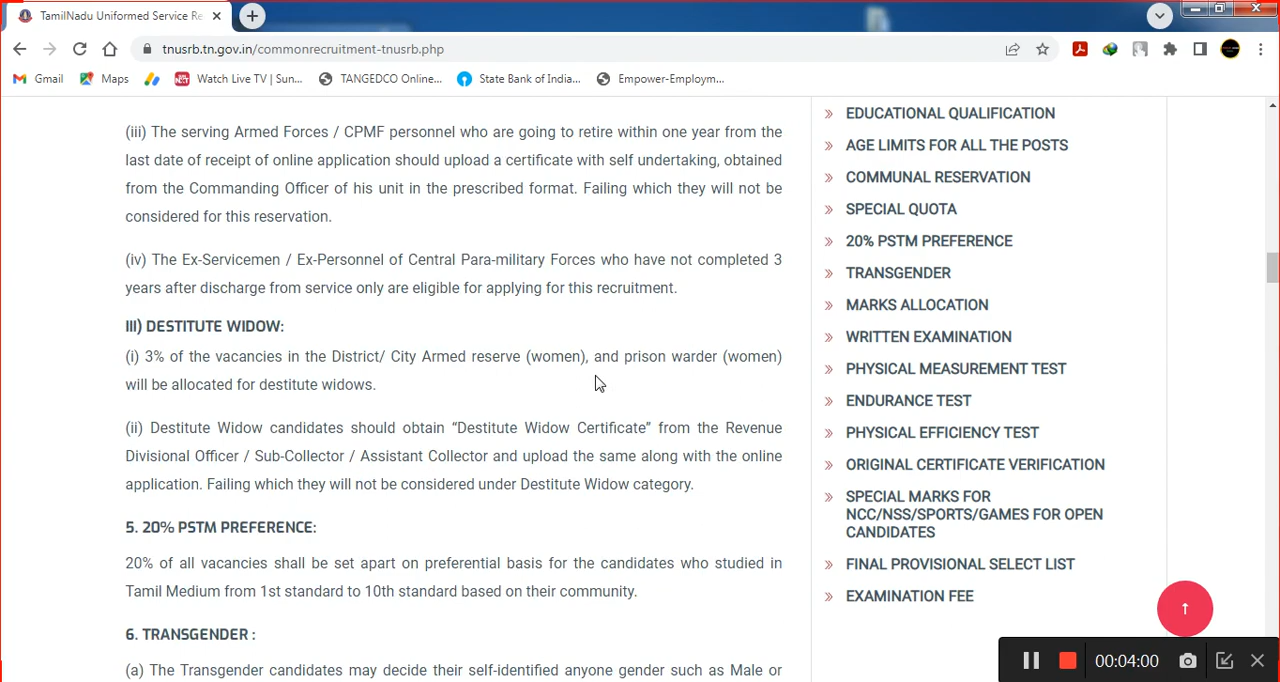 TamilNadu Uniformed Service Re
tnusrb.tn.gov.in/commonrecruitment-tnusrb.php
Gmail
Maps
Watch Live TV | Sun...
TANGEDCO Online...
State Bank of India...
Empower-Employm...
(iii) The serving Armed Forces / CPMF personnel who are going to retire within one year from the
last date of receipt of online application should upload a certificate with self undertaking, obtained
from the Commanding Officer of his unit in the prescribed format. Failing which they will not be
considered for this reservation.
(iv) The Ex-Servicemen / Ex-Personnel of Central Para-military Forces who have not completed 3
years after discharge from service only are eligible for applying for this recruitment.
III) DESTITUTE WIDOW:
(i) 3% of the vacancies in the District/ City Armed reserve (women), and prison warder (women)
will be allocated for destitute widows.
(ii) Destitute Widow candidates should obtain “Destitute Widow Certificate” from the Revenue
Divisional Officer / Sub-Collector / Assistant Collector and upload the same along with the online
application. Failing which they will not be considered under Destitute Widow category.
5. 20% PSTM PREFERENCE:
20% of all vacancies shall be set apart on preferential basis for the candidates who studied in
Tamil Medium from 1st standard to 10th standard based on their community.
6. TRANSGENDER :
(a) The Transgender candidates may decide their self-identified anyone gender such as Male or
EDUCATIONAL QUALIFICATION
AGE LIMITS FOR ALL THE POSTS
COMMUNAL RESERVATION
SPECIAL QUOTA
20% PSTM PREFERENCE
TRANSGENDER
MARKS ALLOCATION
WRITTEN EXAMINATION
PHYSICAL MEASUREMENT TEST
ENDURANCE TEST
PHYSICAL EFFICIENCY TEST
ORIGINAL CERTIFICATE VERIFICATION
SPECIAL MARKS FOR
NCC/NSS/SPORTS/GAMES FOR OPEN
CANDIDATES
FINAL PROVISIONAL SELECT LIST
EXAMINATION FEE
00:04:00